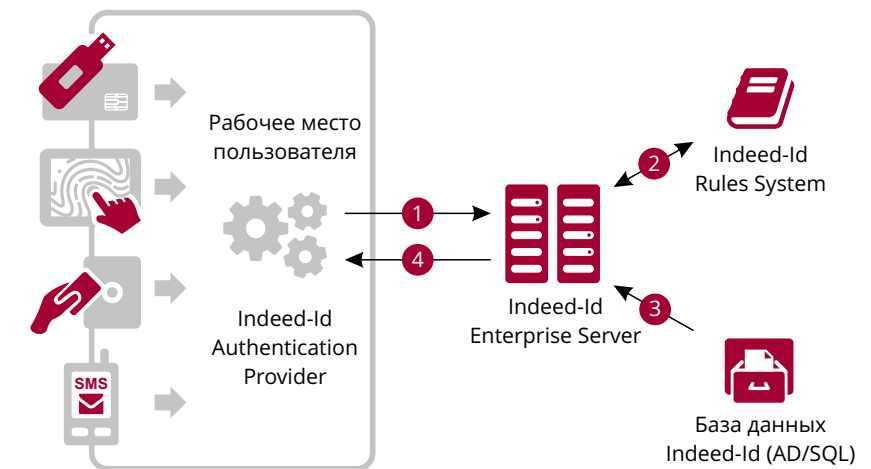 Рабочее место
пользователя
Indeed-Id
Authentication
Provider
SMS
1
4
Indeed-Id
Enterprise Server
2
Indeed-Id
Rules System
3
База данных
Indeed-Id (AD/SQL)